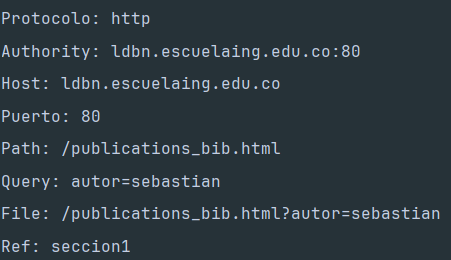 Protocolo: http
Authority: ldbn.escuelaing.edu.co:80
Host: ldbn.escuelaing.edu.co
Puerto: 80
Path: /publications_bib.html
Query: autor=sebastian
File: /publications_bib.html?autor=sebastian
Ref: seccion1